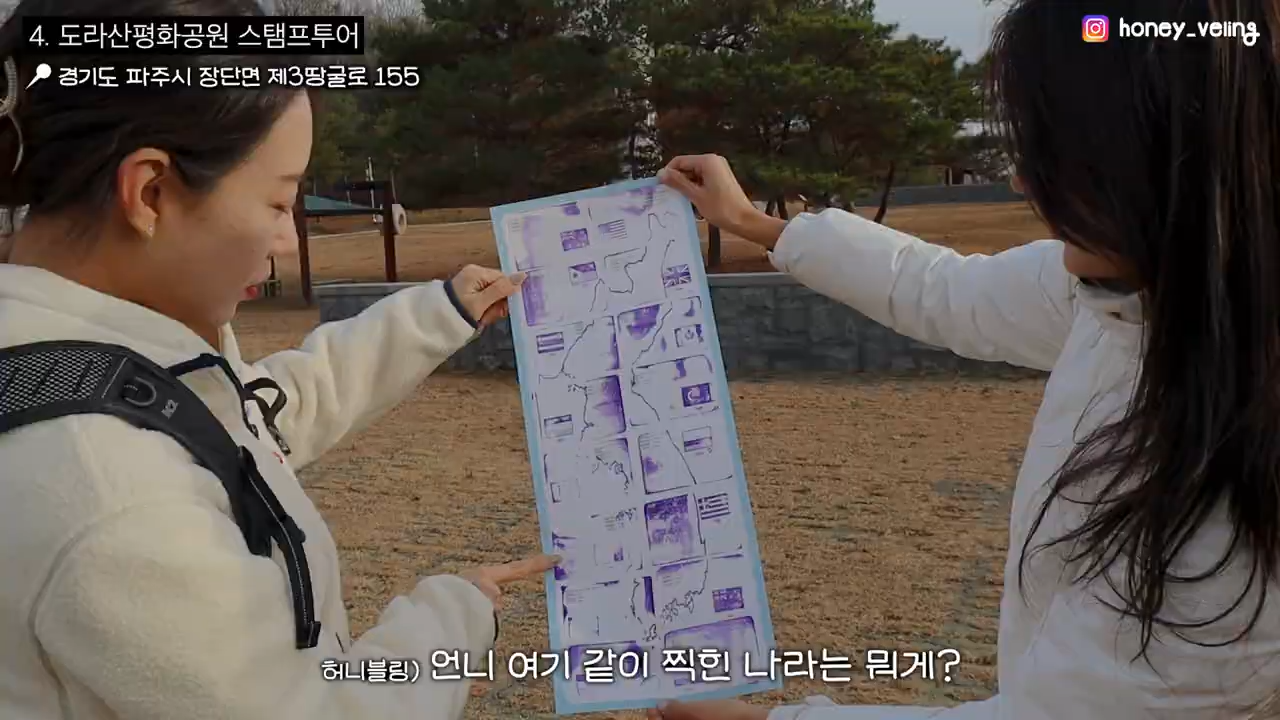 4. 도라산평화공원 스탬프투어
경기도 파주시 장단면 제3땅굴로 155
honey_veling
허니블링) 언니 여기 같이 찍힌 나라는 뭐게?